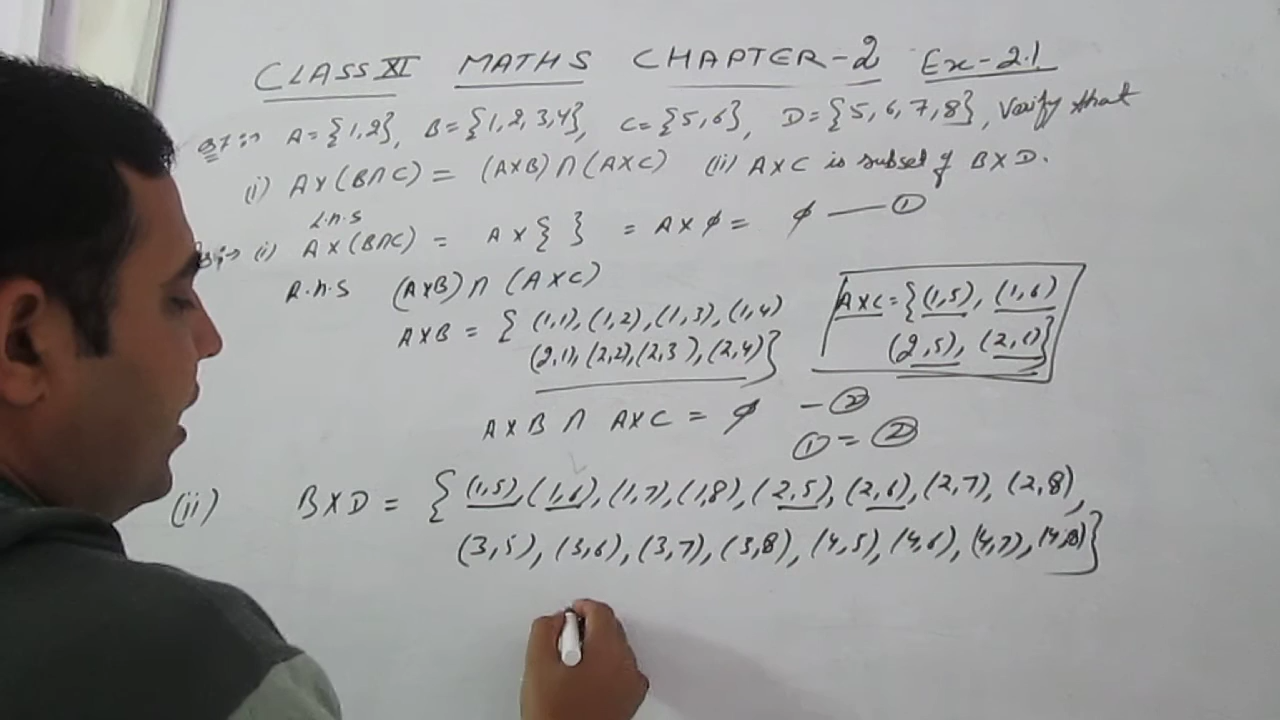 CLASS XI MATHS CHAPTER-2 Ex-2.1
Q7:→ A={1,2}, B={1,2,3,4}, C={5,6}, D={5,6,7,8}, Verify that
(i) A×(B∩C) = (A×B)∩(A×C) (ii) A×C is subset of B×D.
L.H.S
(i) A×(B∩C) = A×{ } = A×ϕ = ϕ —①
R.H.S (A×B)∩(A×C)
A×B = { (1,1), (1,2), (1,3), (1,4)
(2,1), (2,2), (2,3), (2,4)}
A×C = {(1,5), (1,6)
(2,5), (2,6)}
A×B ∩ A×C = ϕ -②
① = ②
(ii) B×D = { (1,5), (1,6), (1,7), (1,8), (2,5), (2,6), (2,7), (2,8),
(3,5), (3,6), (3,7), (3,8), (4,5), (4,6), (4,7), (4,8)}